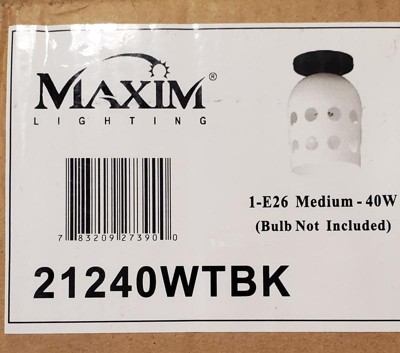 MAXIM®
LIGHTING
1-E26 Medium - 40W
(Bulb Not Included)
7 83209 27390 0
21240WTBK